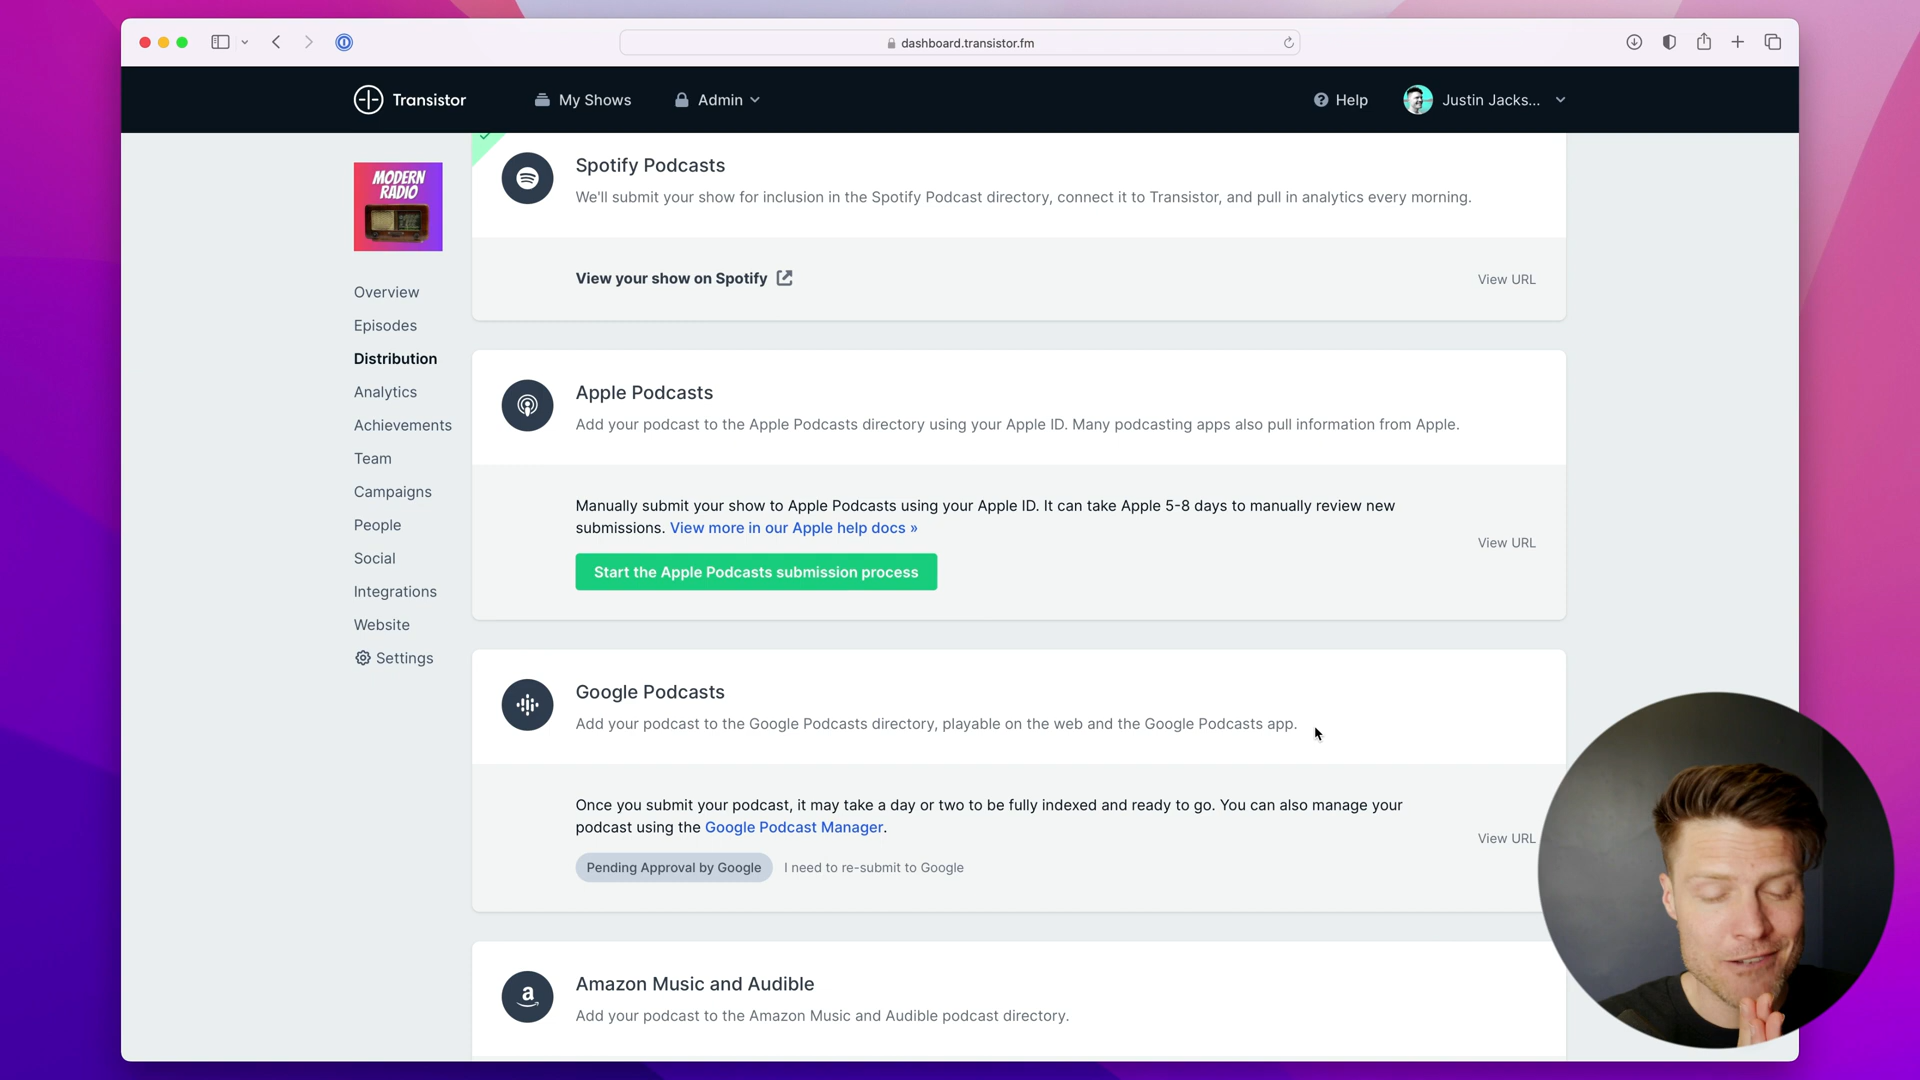 dashboard.transistor.fm
Transistor
My Shows
Admin
Help
Justin Jacks...
MODERN
RADIO
Overview
Episodes
Distribution
Analytics
Achievements
Team
Campaigns
People
Social
Integrations
Website
Settings
Spotify Podcasts
We'll submit your show for inclusion in the Spotify Podcast directory, connect it to Transistor, and pull in analytics every morning.
View your show on Spotify
View URL
Apple Podcasts
Add your podcast to the Apple Podcasts directory using your Apple ID. Many podcasting apps also pull information from Apple.
Manually submit your show to Apple Podcasts using your Apple ID. It can take Apple 5-8 days to manually review new
submissions. View more in our Apple help docs »
View URL
Start the Apple Podcasts submission process
Google Podcasts
Add your podcast to the Google Podcasts directory, playable on the web and the Google Podcasts app.
Once you submit your podcast, it may take a day or two to be fully indexed and ready to go. You can also manage your
podcast using the Google Podcast Manager.
View URL
Pending Approval by Google
I need to re-submit to Google
a
Amazon Music and Audible
Add your podcast to the Amazon Music and Audible podcast directory.